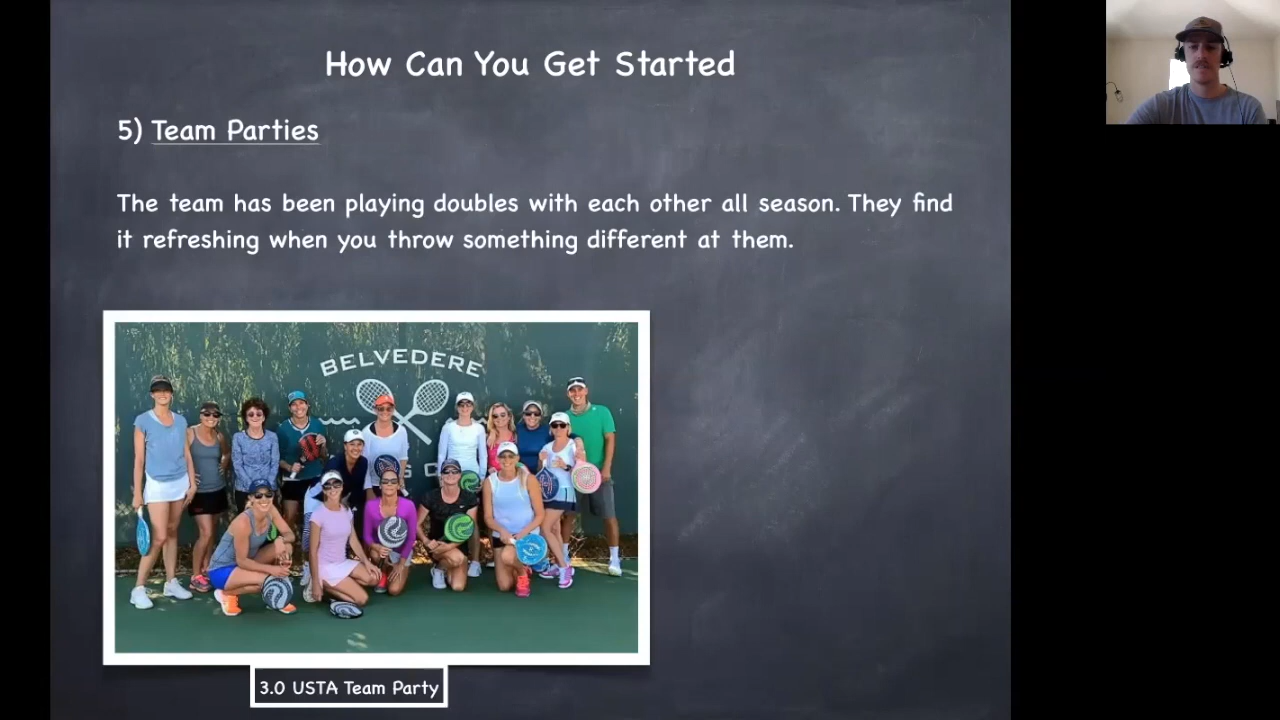 How Can You Get Started
5) Team Parties
The team has been playing doubles with each other all season. They find
it refreshing when you throw something different at them.
BELVEDERE
S C
3.0 USTA Team Party